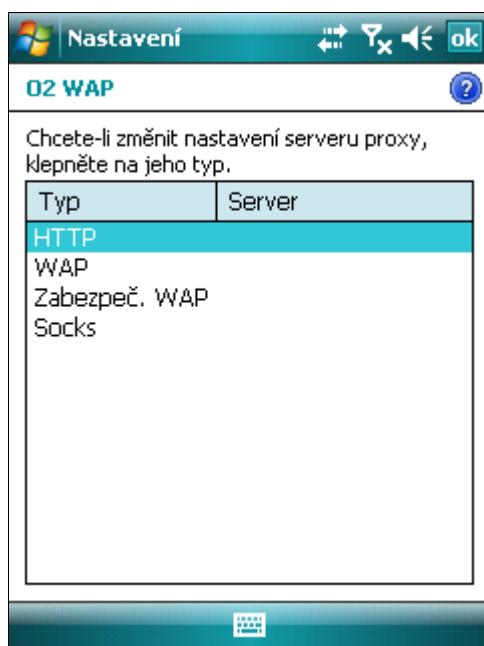 Nastavení
ok
O2 WAP
?
Chcete-li změnit nastavení serveru proxy,
klepněte na jeho typ.
Typ Server
HTTP
WAP
Zabezpeč. WAP
Socks